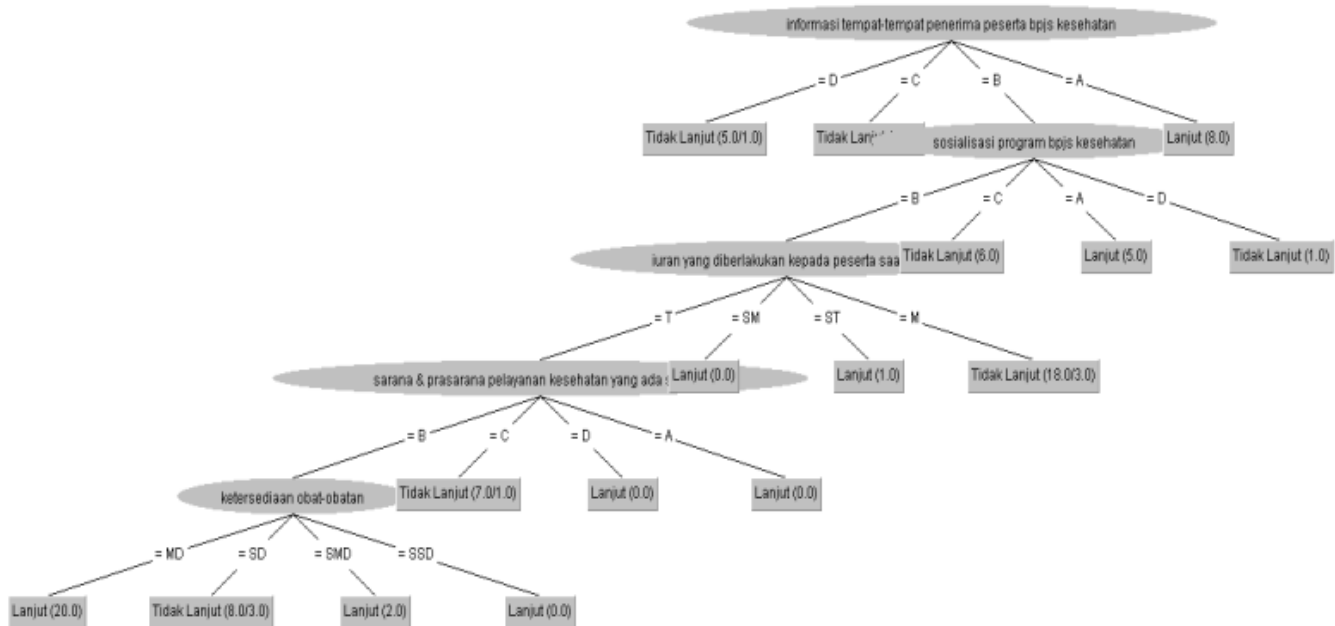 informasi tempat-tempat penerima peserta bpjs kesehatan
= D
= C
= B
= A
Tidak Lanjut (5.0/1.0)
Tidak
sosialisasi program bpjs kesehatan
Lanjut (8.0)
= B
= C
= A
= D
iuran yang diberlakukan kepada peserta saa
Tidak Lanjut (6.0)
Lanjut (5.0)
Tidak Lanjut (1.0)
= T
= SM
= ST
= M
sarana & prasarana pelayanan kesehatan yang ada
Lanjut (0.0)
Lanjut (1.0)
Tidak Lanjut (18.0/3.0)
= B
= C
= D
= A
ketersediaan obat-obatan
Tidak Lanjut (7.0/1.0)
Lanjut (0.0)
Lanjut (0.0)
= MD
= SD
= SMD
= SSD
Lanjut (20.0)
Tidak Lanjut (8.0/3.0)
Lanjut (2.0)
Lanjut (0.0)